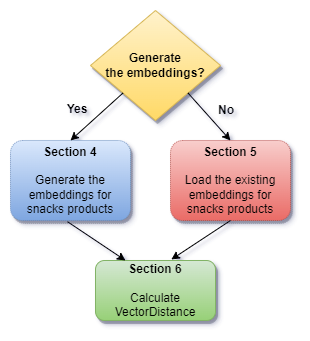 Generate
the embeddings?
Yes
No
Section 4
Generate the
embeddings for
snacks products
Section 5
Load the existing
embeddings for
snacks products
Section 6
Calculate
VectorDistance